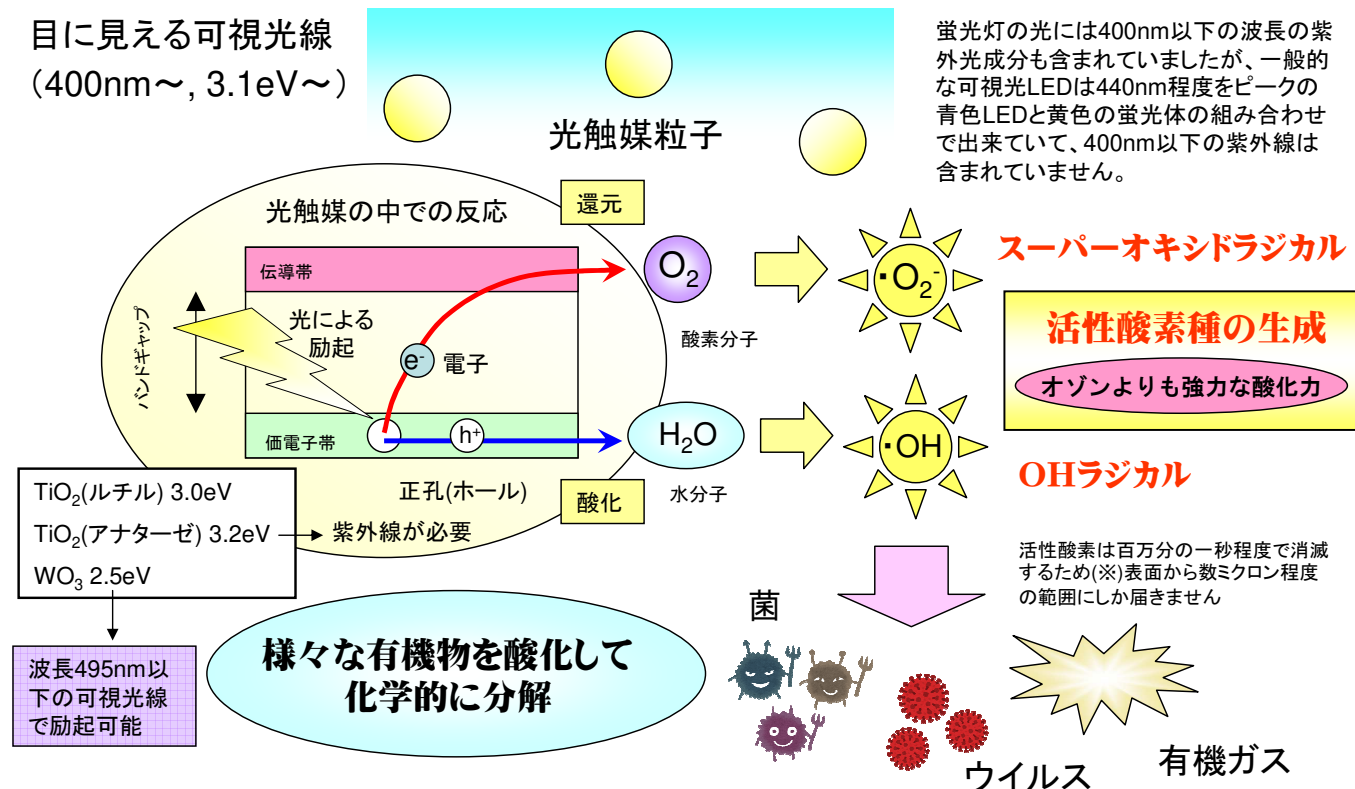 目に見える可視光線
(400nm～, 3.1eV～)
光触媒粒子
蛍光灯の光には400nm以下の波長の紫
外光成分も含まれていましたが、一般的
な可視光LEDは440nm程度をピークの
青色LEDと黄色の蛍光体の組み合わせ
で出来ていて、400nm以下の紫外線は
含まれていません。
光触媒の中での反応
還元
伝導帯
バンドギャップ
光による
励起
e⁻
電子
価電子帯
h⁺
正孔(ホール)
酸化
O₂
酸素分子
H₂O
水分子
・O₂⁻
スーパーオキシドラジカル
活性酸素種の生成
オゾンよりも強力な酸化力
・OH
OHラジカル
TiO₂(ルチル) 3.0eV
TiO₂(アナターゼ) 3.2eV
紫外線が必要
WO₃ 2.5eV
波長495nm以
下の可視光線
で励起可能
様々な有機物を酸化して
化学的に分解
活性酸素は百万分の一秒程度で消滅
するため(※)表面から数ミクロン程度
の範囲にしか届きません
菌
ウイルス
有機ガス